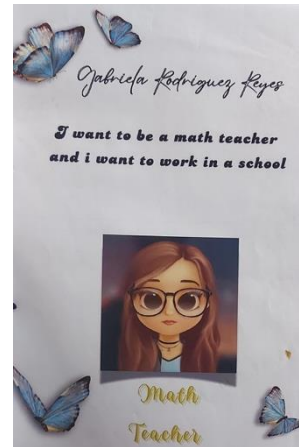 Gabriela Rodriguez Reyes
I want to be a math teacher
and i want to work in a school
Math
Teacher